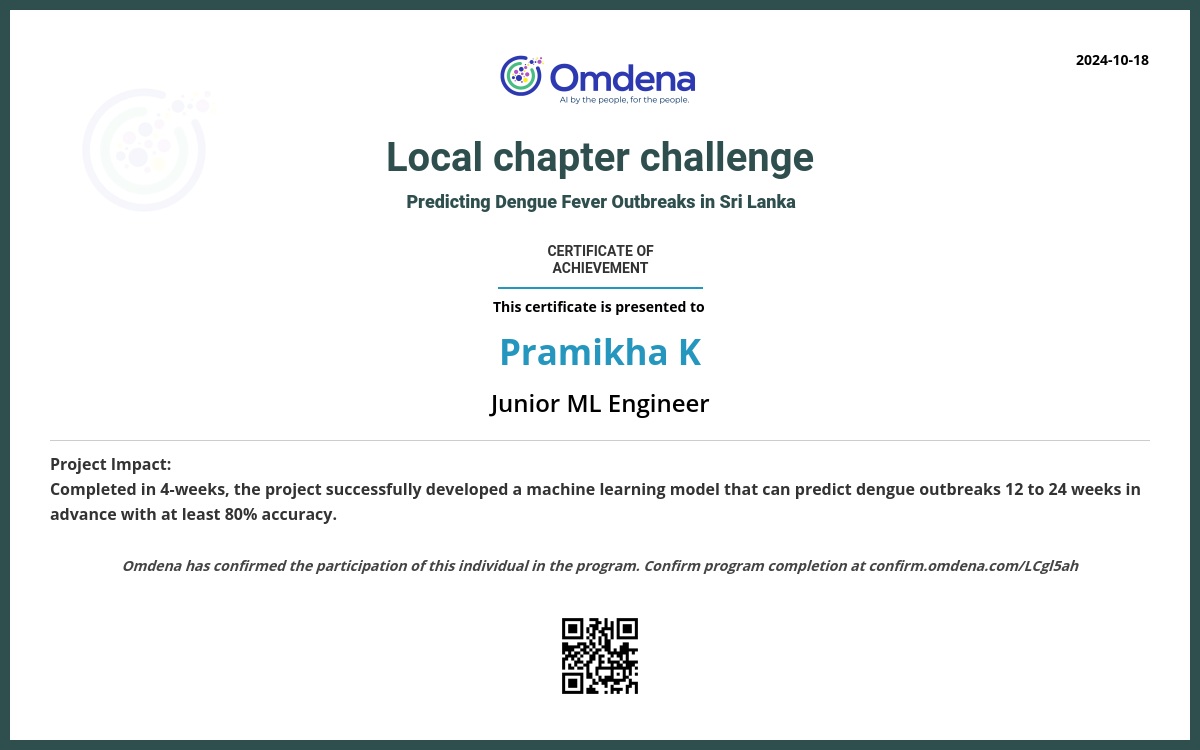 2024-10-18
Omdena
AI by the people, for the people.
Local chapter challenge
Predicting Dengue Fever Outbreaks in Sri Lanka
CERTIFICATE OF
ACHIEVEMENT
This certificate is presented to
Pramikha K
Junior ML Engineer
Project Impact:
Completed in 4-weeks, the project successfully developed a machine learning model that can predict dengue outbreaks 12 to 24 weeks in
advance with at least 80% accuracy.
Omdena has confirmed the participation of this individual in the program. Confirm program completion at confirm.omdena.com/LCgl5ah